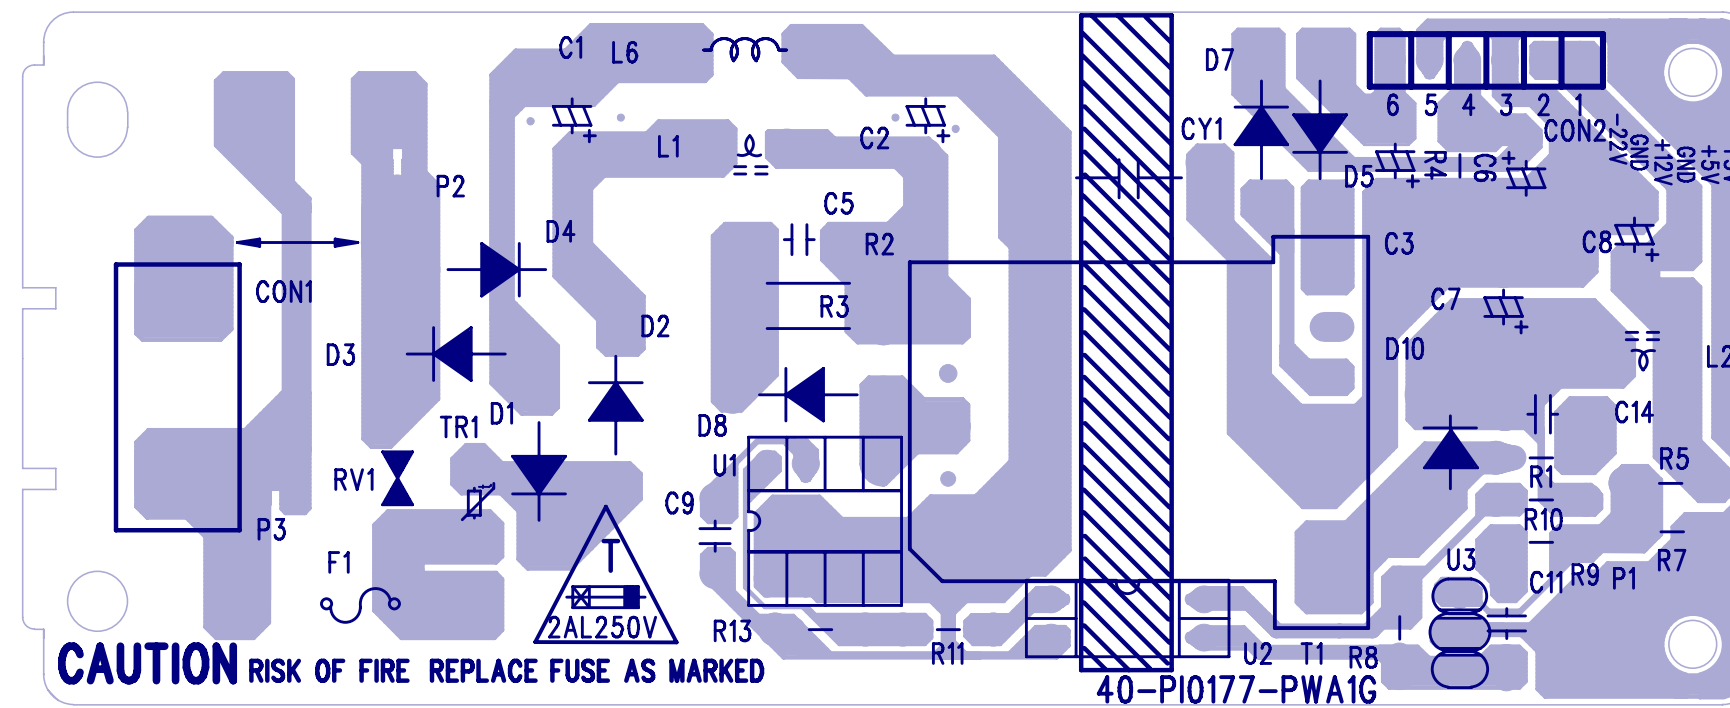 C1 L6
D7
6 5 4 3 2 1
CON2
-22V GND +12V GND +5V
L1 C2 CY1
D5 R4 C6
P2
C5
D4 R2 C3 C8
CON1
R3 C7
D2
D3 D10 L2
D1 TR1 D8 C14
U1 R5
RV1 R1
C9
P3 R10
F1 T U3 R7
C11 R9 P1
2AL250V R13 R11 U2 T1 R8
CAUTION RISK OF FIRE REPLACE FUSE AS MARKED
40-PI0177-PWA1G